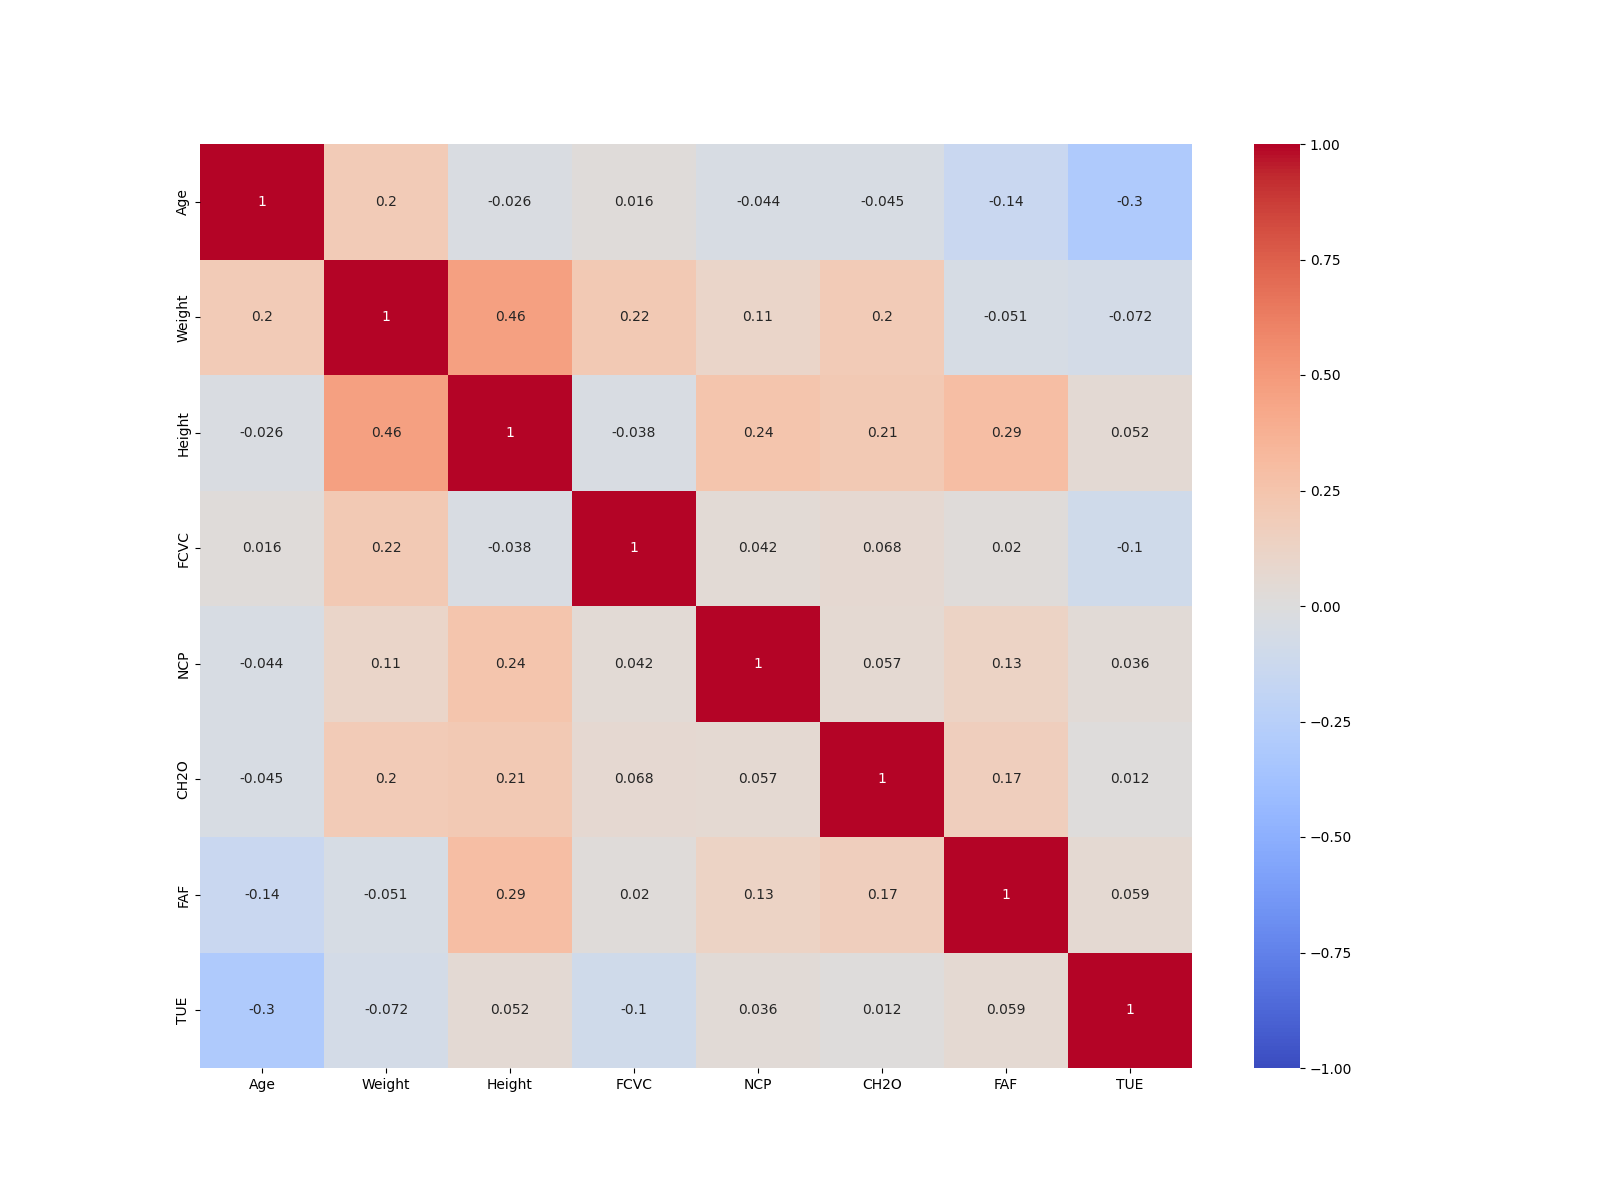 1.00
Age 1 0.2 -0.026 0.016 -0.044 -0.045 -0.14 -0.3
0.75
Weight 0.2 1 0.46 0.22 0.11 0.2 -0.051 -0.072
0.50
Height -0.026 0.46 1 -0.038 0.24 0.21 0.29 0.052
0.25
FCVC 0.016 0.22 -0.038 1 0.042 0.068 0.02 -0.1
0.00
NCP -0.044 0.11 0.24 0.042 1 0.057 0.13 0.036
−0.25
CH2O -0.045 0.2 0.21 0.068 0.057 1 0.17 0.012
−0.50
FAF -0.14 -0.051 0.29 0.02 0.13 0.17 1 0.059
−0.75
TUE -0.3 -0.072 0.052 -0.1 0.036 0.012 0.059 1
−1.00
Age Weight Height FCVC NCP CH2O FAF TUE